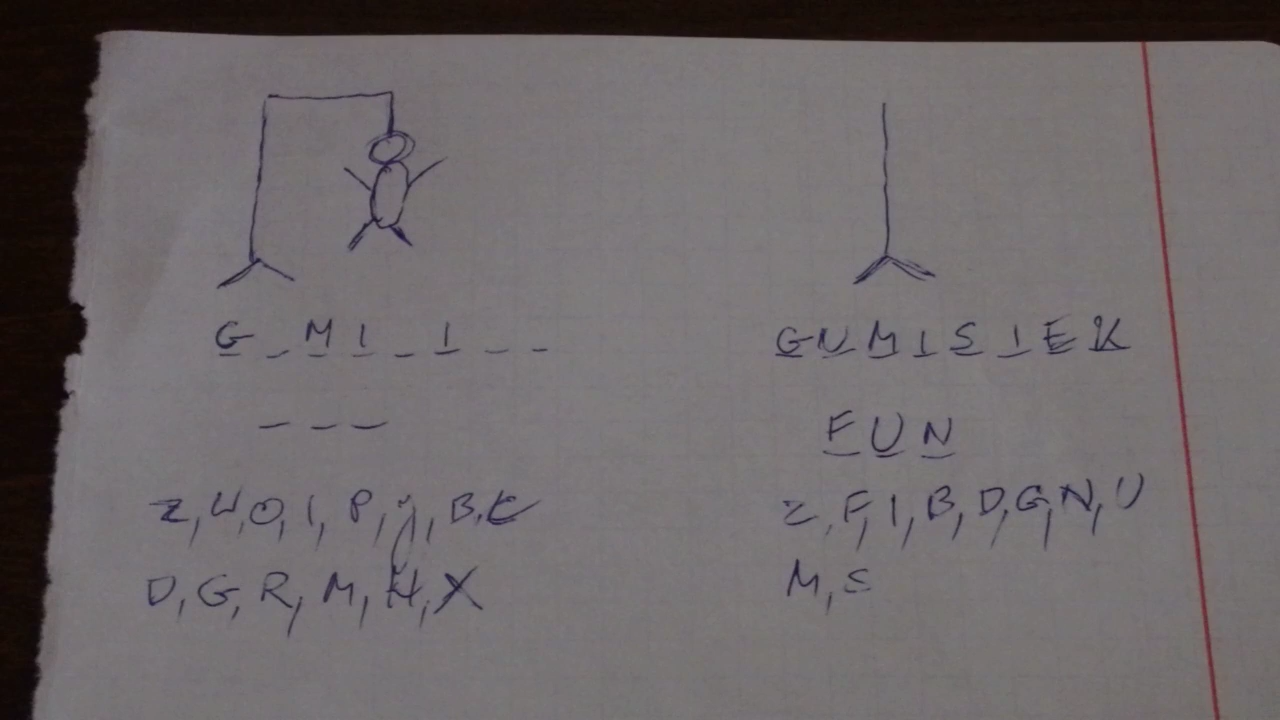 G _ M I _ I _ _
_ _ _
Z, U, O, I, P, J, B, C
D, G, R, M, H, X
GUMISIEK
FUN
Z, F, I, B, D, G, N, U
M, S